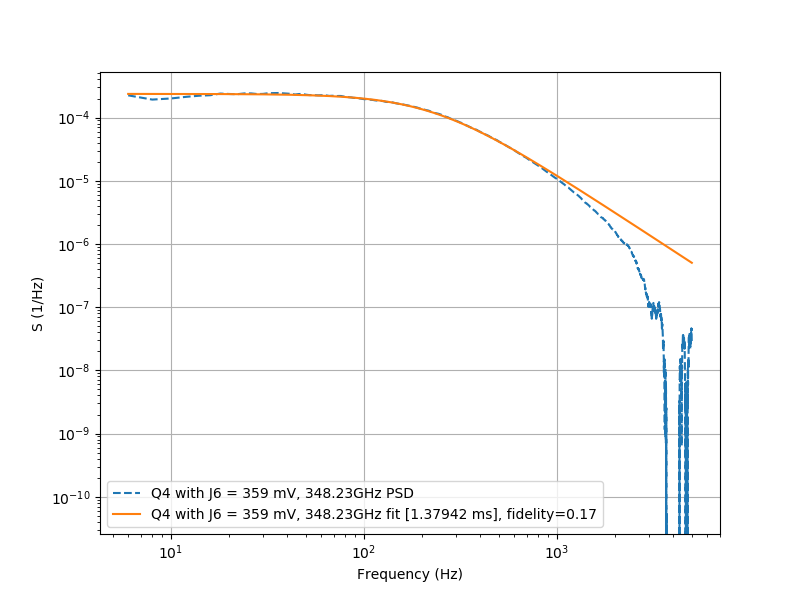 S (1/Hz)
10⁻⁴
10⁻⁵
10⁻⁶
10⁻⁷
10⁻⁸
10⁻⁹
10⁻¹⁰
Q4 with J6 = 359 mV, 348.23GHz PSD
Q4 with J6 = 359 mV, 348.23GHz fit [1.37942 ms], fidelity=0.17
10¹ 10² 10³
Frequency (Hz)